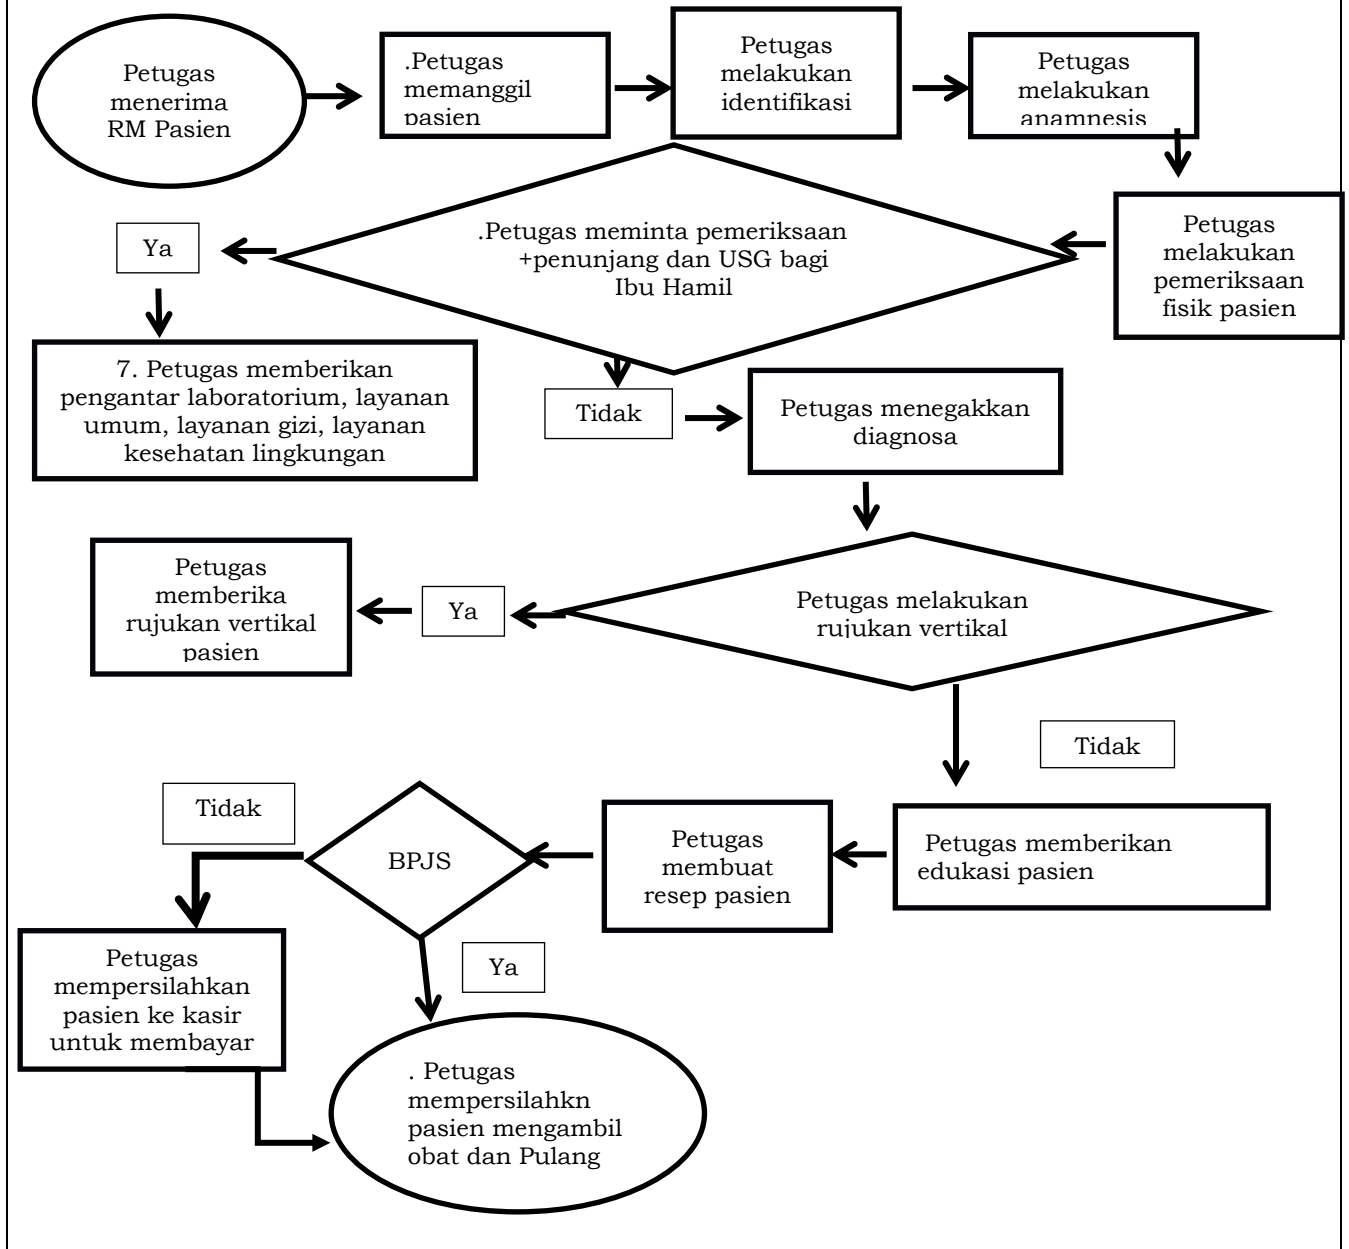 Petugas
menerima
RM Pasien
.Petugas
memanggil
pasien
Petugas
melakukan
identifikasi
Petugas
melakukan
anamnesis
Petugas
melakukan
pemeriksaan
fisik pasien
.Petugas meminta pemeriksaan
+penunjang dan USG bagi
Ibu Hamil
Ya
7. Petugas memberikan
pengantar laboratorium, layanan
umum, layanan gizi, layanan
kesehatan lingkungan
Tidak
Petugas menegakkan
diagnosa
Petugas melakukan
rujukan vertikal
Ya
Petugas
memberika
rujukan vertikal
pasien
Tidak
Petugas memberikan
edukasi pasien
Petugas
membuat
resep pasien
BPJS
Tidak
Petugas
mempersilahkan
pasien ke kasir
untuk membayar
Ya
. Petugas
mempersilahkn
pasien mengambil
obat dan Pulang